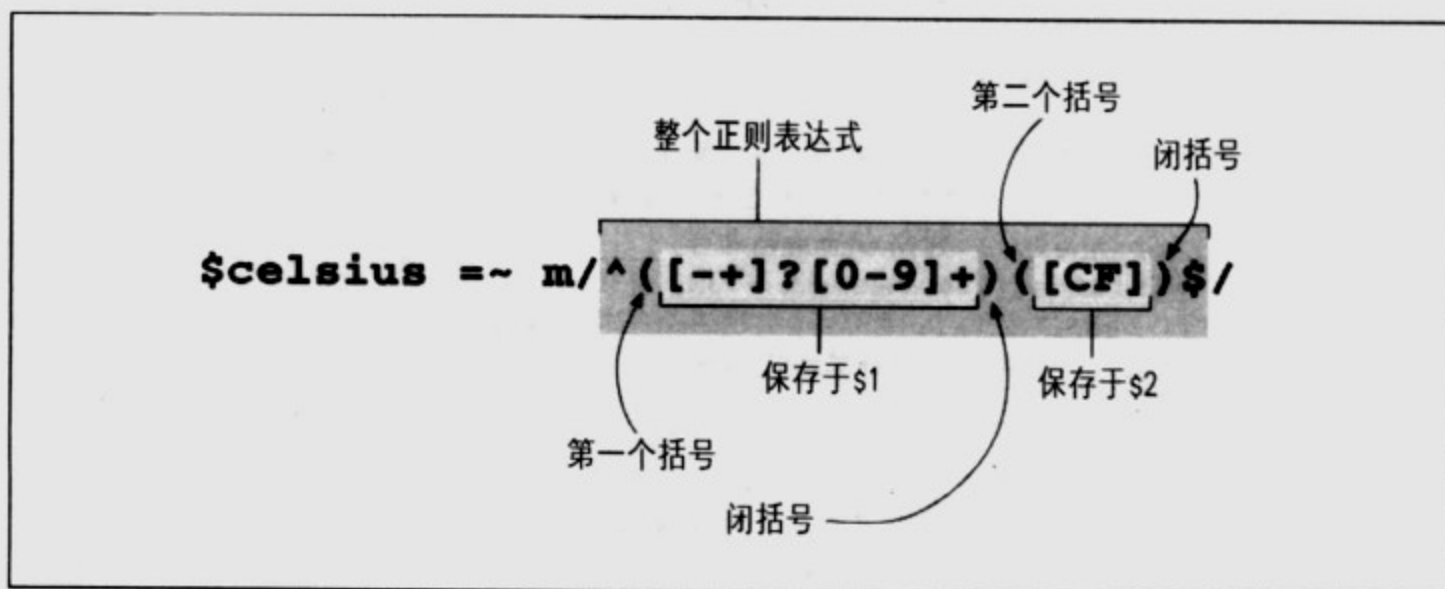 第二个括号
整个正则表达式
闭括号
$celsius =~ m/^([-+]?[0-9]+)([CF])$/
保存于$1
保存于$2
第一个括号
闭括号